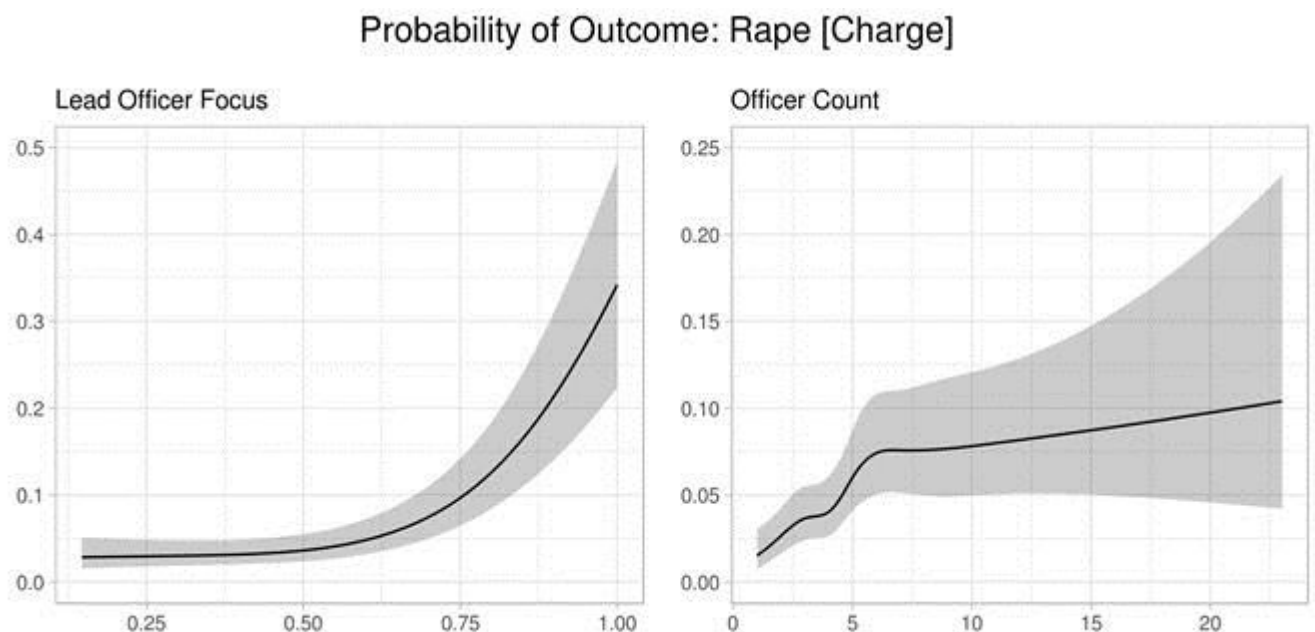 Probability of Outcome: Rape [Charge]
Lead Officer Focus
0.5
0.4
0.3
0.2
0.1
0.0
0.25 0.50 0.75 1.00
Officer Count
0.25
0.20
0.15
0.10
0.05
0.00
0 5 10 15 20